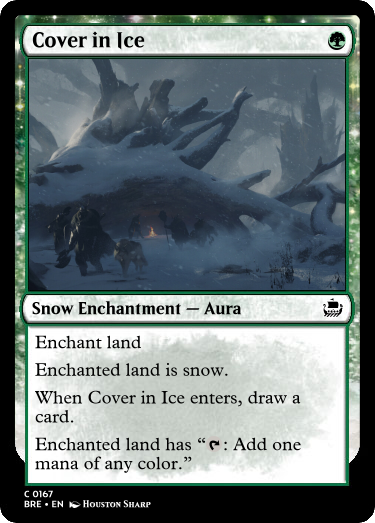 Cover in Ice
Snow Enchantment — Aura
Enchant land
Enchanted land is snow.
When Cover in Ice enters, draw a
card.
Enchanted land has “: Add one
mana of any color.”
C 0167
BRE • EN Houston Sharp